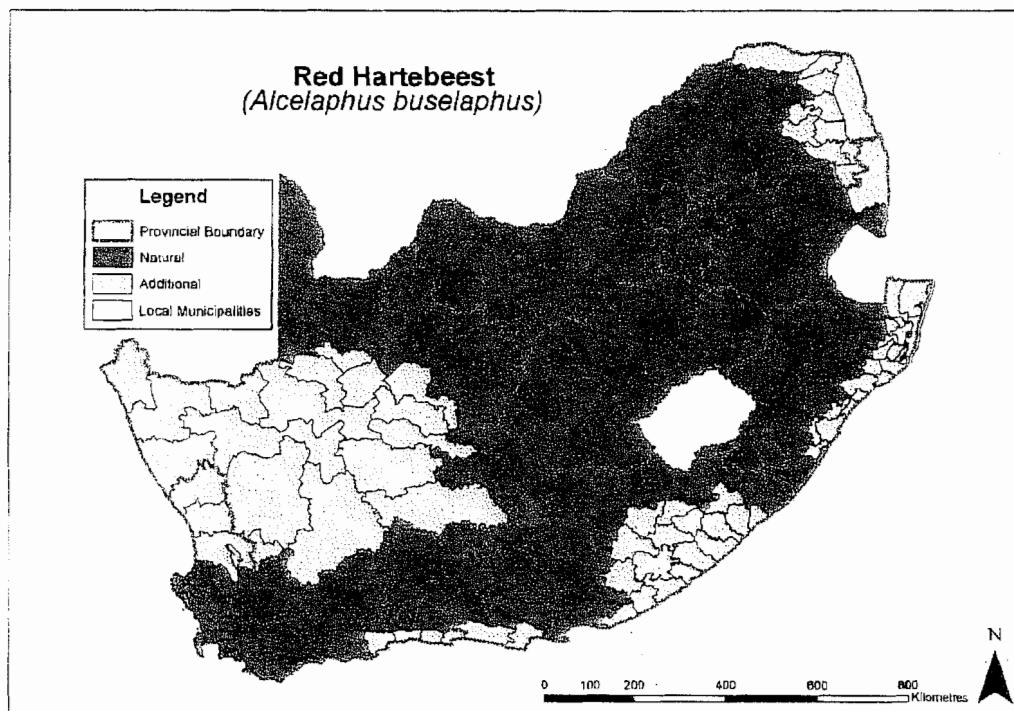 Red Hartebeest
(Alcelaphus buselaphus)
Legend
Provincial Boundary
Natural
Additional
Local Municipalities
N
0 100 200 400 600 800
Kilometres